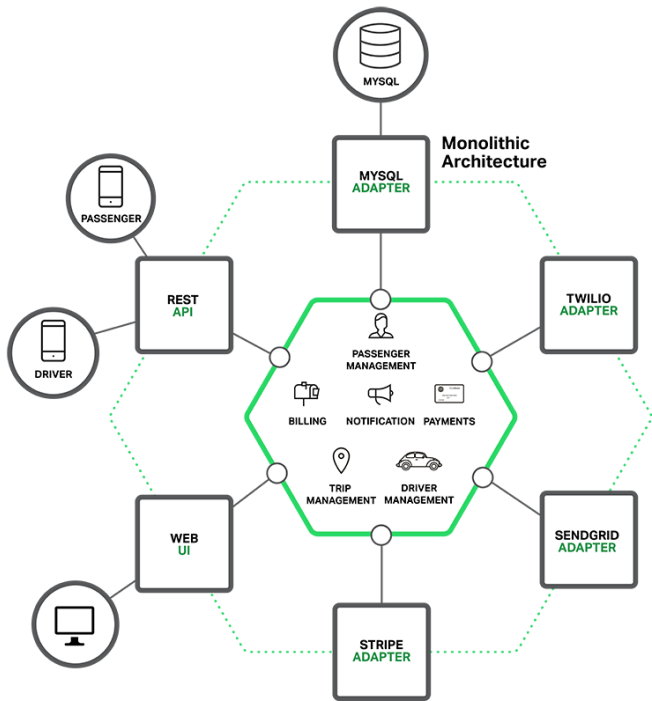 MYSQL
Monolithic
Architecture
MYSQL
ADAPTER
PASSENGER
REST
API
TWILIO
ADAPTER
DRIVER
PASSENGER
MANAGEMENT
BILLING
NOTIFICATION
PAYMENTS
TRIP
MANAGEMENT
DRIVER
MANAGEMENT
WEB
UI
SENDGRID
ADAPTER
STRIPE
ADAPTER